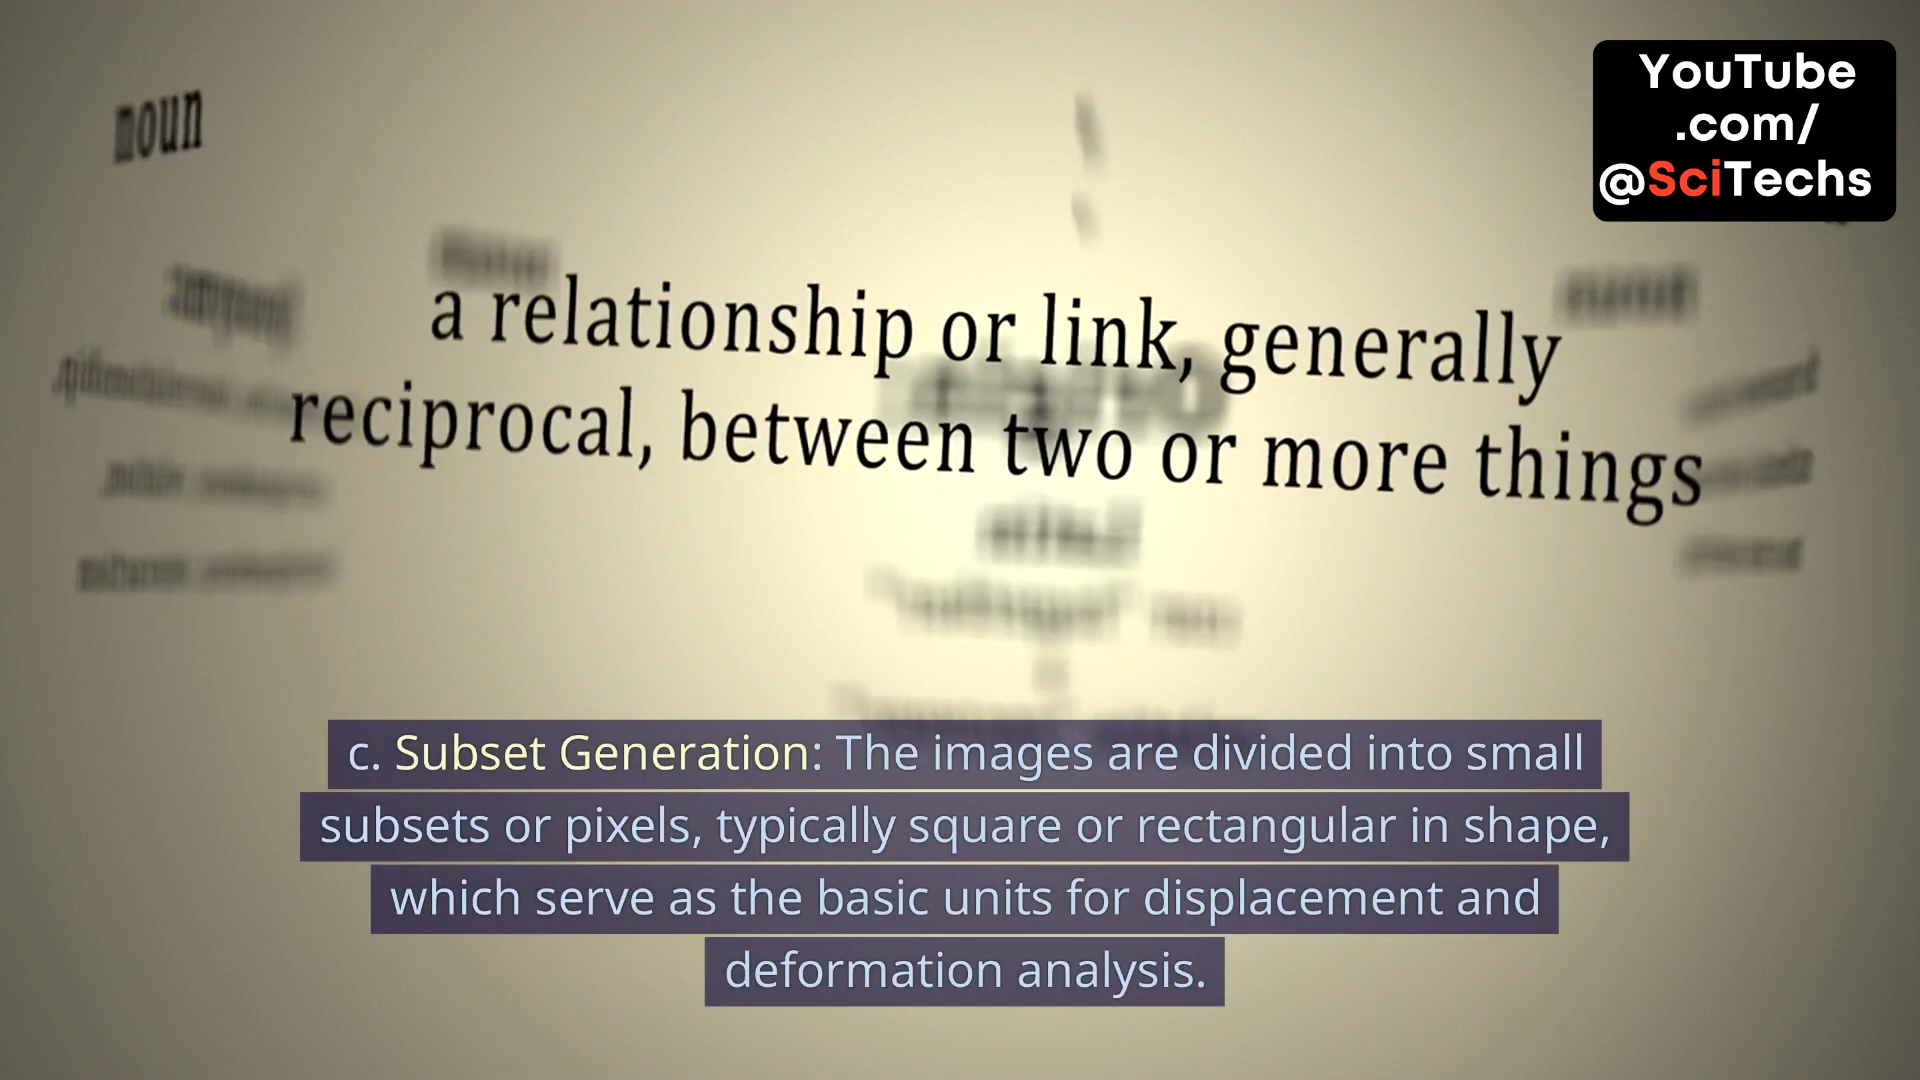 YouTube
.com/
@SciTechs
noun
a relationship or link, generally
reciprocal, between two or more things
c. Subset Generation: The images are divided into small
subsets or pixels, typically square or rectangular in shape,
which serve as the basic units for displacement and
deformation analysis.